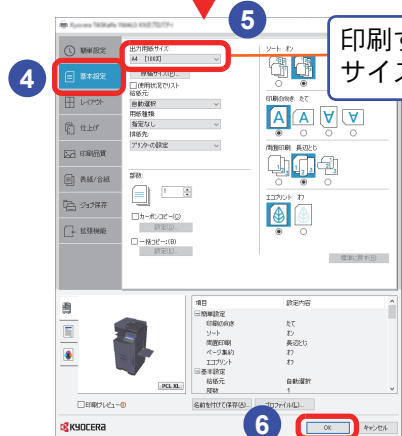 5
Kyocera TASKalfa
印刷す
サイズ
4
簡単設定
基本設定
レイアウト
仕上げ
印刷品質
表紙/合紙
ジョブ保存
拡張機能
出力用紙サイズ:
A4 [100%]
原稿サイズ(Z)...
使用状況でリスト
給紙元:
自動選択
用紙種類:
指定なし
排紙先:
プリンターの設定
部数:
1
カーボンコピー(O)
設定(U)...
一括コピー:(B)
設定(E)...
ソート オン
印刷の向き たて
A A A A
両面印刷 長辺とじ
エコプリント オフ
標準に戻す(S)
項目 設定内容
簡単設定
印刷の向き たて
ソート オン
両面印刷 長辺とじ
ページ集約 オフ
エコプリント オフ
基本設定
給紙元 自動選択
部数 1
PCL XL
印刷プレビュー(I)
名前を付けて保存(A)...
プロファイル(L)...
KYOCERA
6
OK
キャンセル